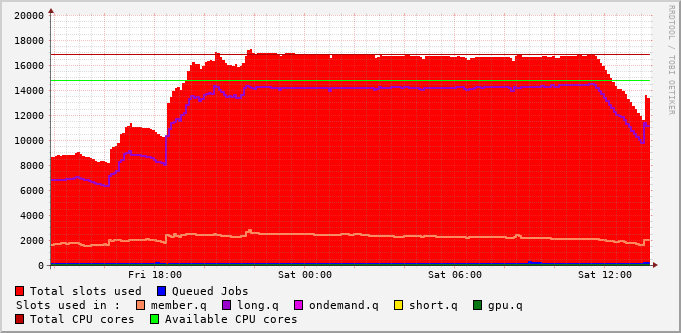 20000
18000
16000
14000
12000
10000
8000
6000
4000
2000
0
Fri 18:00 Sat 00:00 Sat 06:00 Sat 12:00
Total slots used Queued Jobs
Slots used in : member.q long.q ondemand.q short.q gpu.q
Total CPU cores Available CPU cores
RRDTOOL / TOBI OETIKER